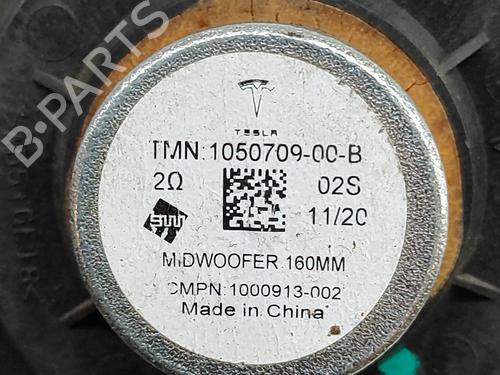 B-PARTS
TESLA
TMN:1050709-00-B
2Ω 02S
11/20
MIDWOOFER 160MM
CMPN:1000913-002
Made in China